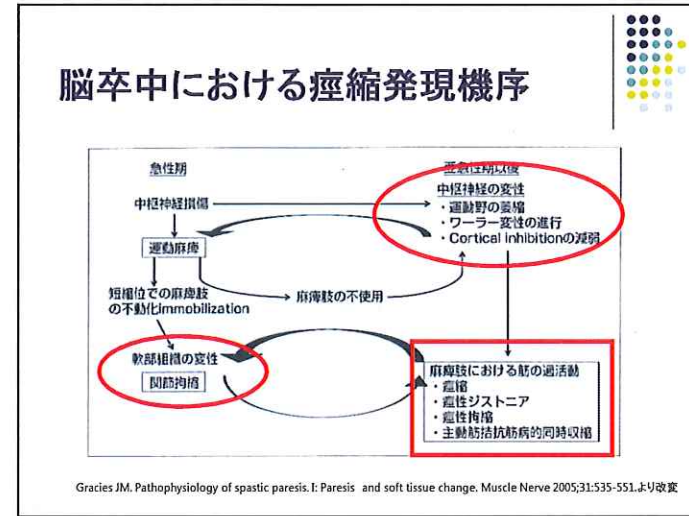 脳卒中における痙縮発現機序
急性期
亜急性期以後
中枢神経損傷
中枢神経の変性
・運動野の萎縮
・ワーラー変性の進行
・Cortical inhibitionの減弱
運動麻痺
短縮位での麻痺肢
の不動化Immobilization
麻痺肢の不使用
軟部組織の変性
関節拘縮
麻痺肢における筋の過活動
・痙縮
・痙性ジストニア
・痙性拘縮
・主動筋拮抗筋病的同時収縮
Gracies JM. Pathophysiology of spastic paresis. I: Paresis and soft tissue change. Muscle Nerve 2005;31:535-551.より改変